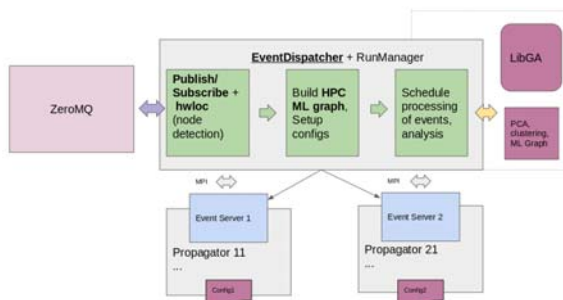 EventDispatcher + RunManager
ZeroMQ
Publish/
Subscribe +
hwloc
(node
detection)
Build HPC
ML graph,
Setup
configs
Schedule
processing
of events,
analysis
LibGA
PCA,
clustering,
ML Graph
MPI
MPI
Event Server 1
Event Server 2
Propagator 11
...
Propagator 21
...
Config1
Config2